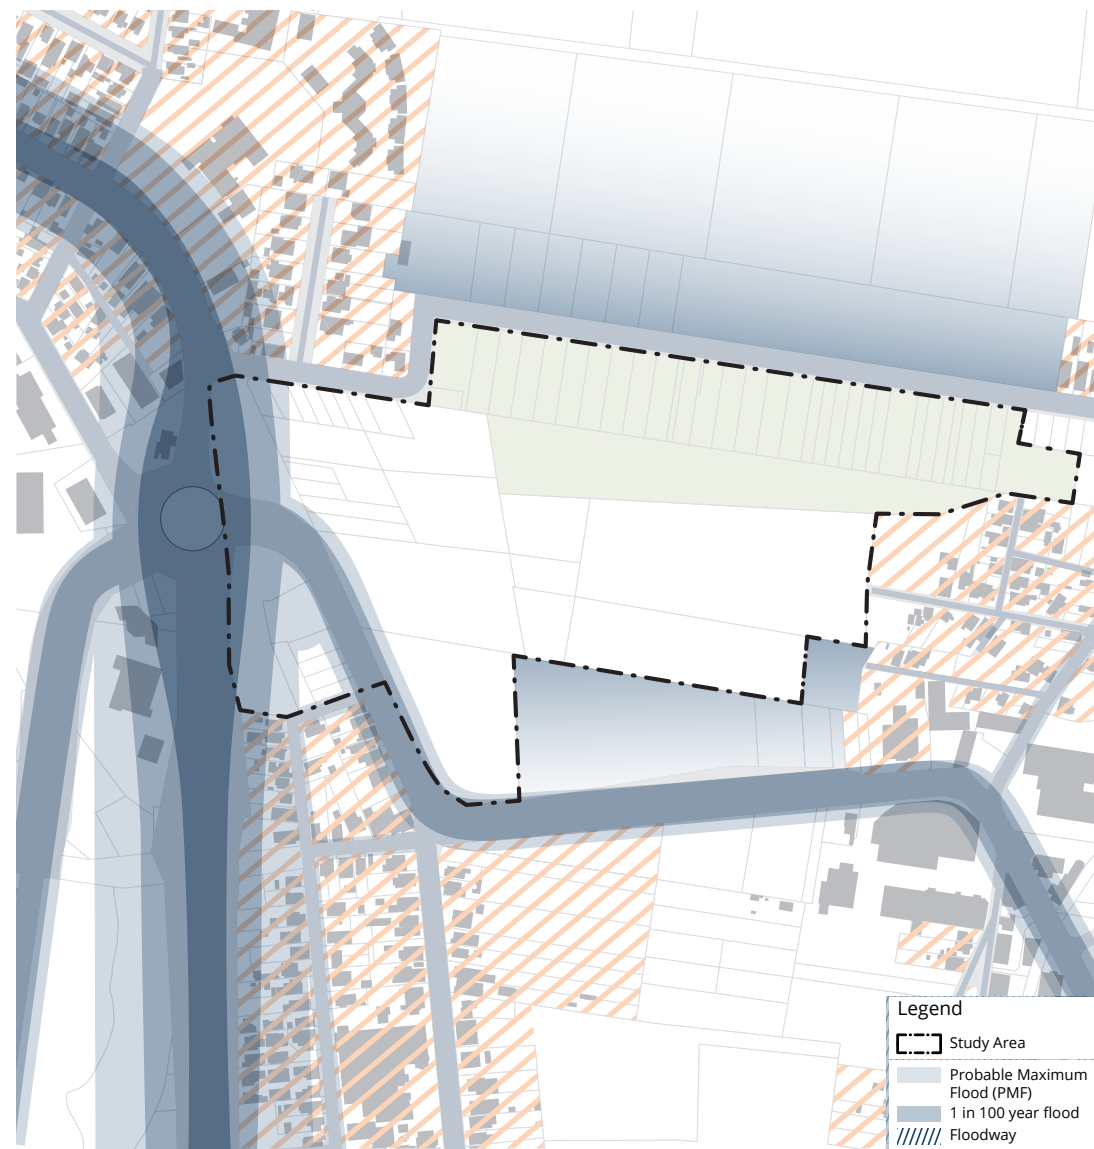 Legend
Study Area
Probable Maximum
Flood (PMF)
1 in 100 year flood
Floodway